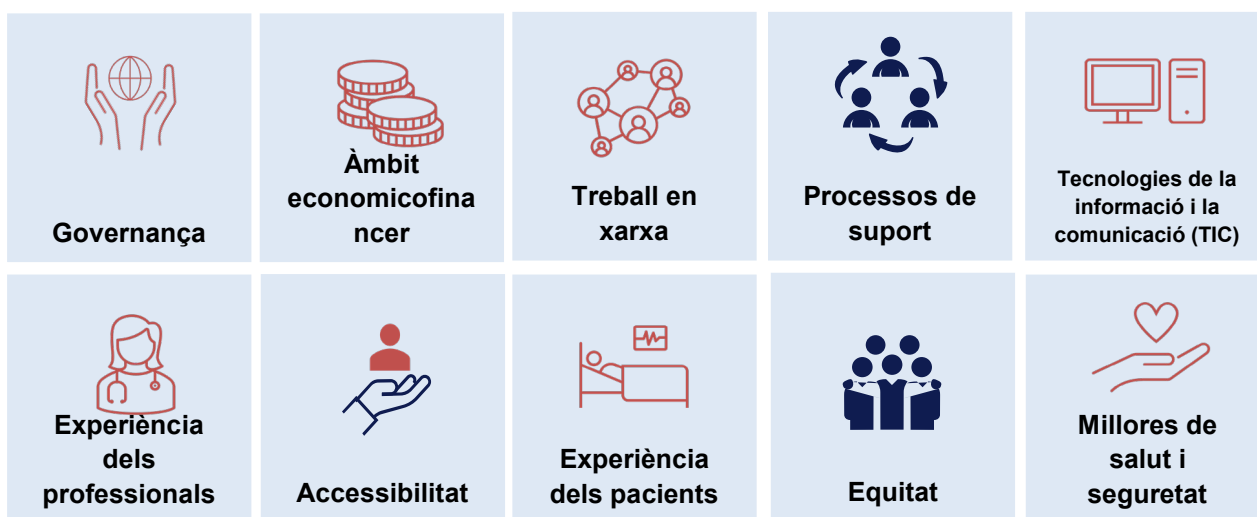 Governança
Àmbit
economicofina
ncer
Treball en
xarxa
Processos de
suport
Tecnologies de la
informació i la
comunicació (TIC)
Experiència
dels
professionals
Accessibilitat
Experiència
dels pacients
Equitat
Millores de
salut i
seguretat